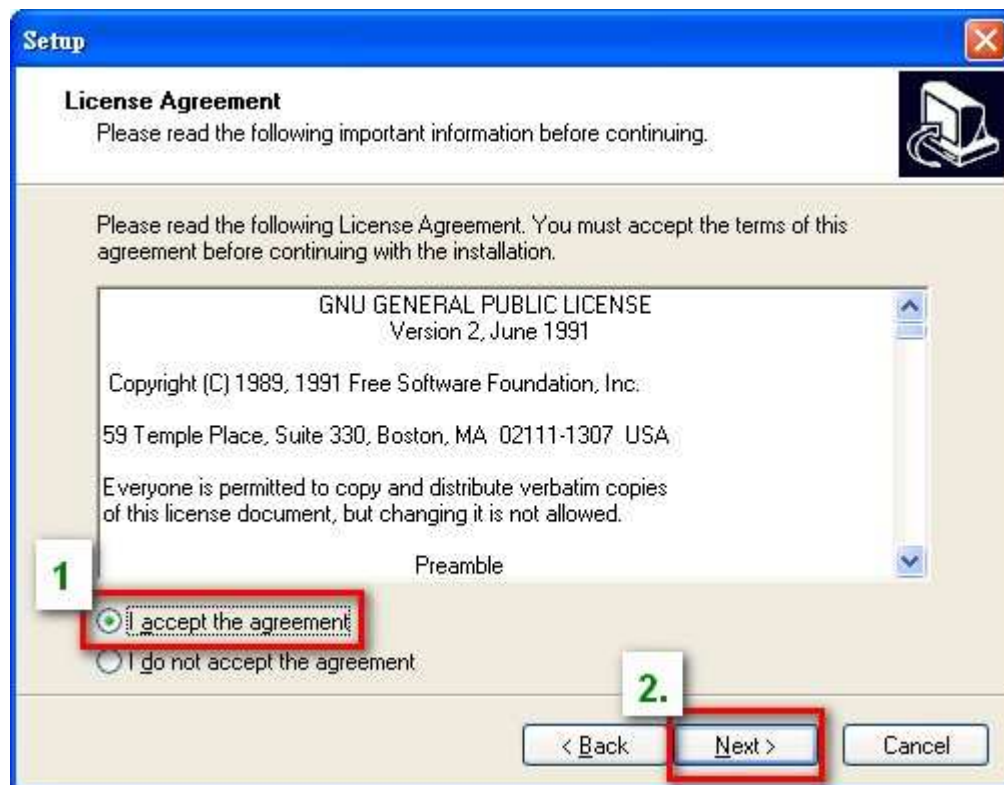 Setup
License Agreement
Please read the following important information before continuing.
Please read the following License Agreement. You must accept the terms of this
agreement before continuing with the installation.
GNU GENERAL PUBLIC LICENSE
Version 2, June 1991
Copyright (C) 1989, 1991 Free Software Foundation, Inc.
59 Temple Place, Suite 330, Boston, MA  02111-1307  USA
Everyone is permitted to copy and distribute verbatim copies
of this license document, but changing it is not allowed.
Preamble
1
I accept the agreement
I do not accept the agreement
2.
< Back
Next >
Cancel